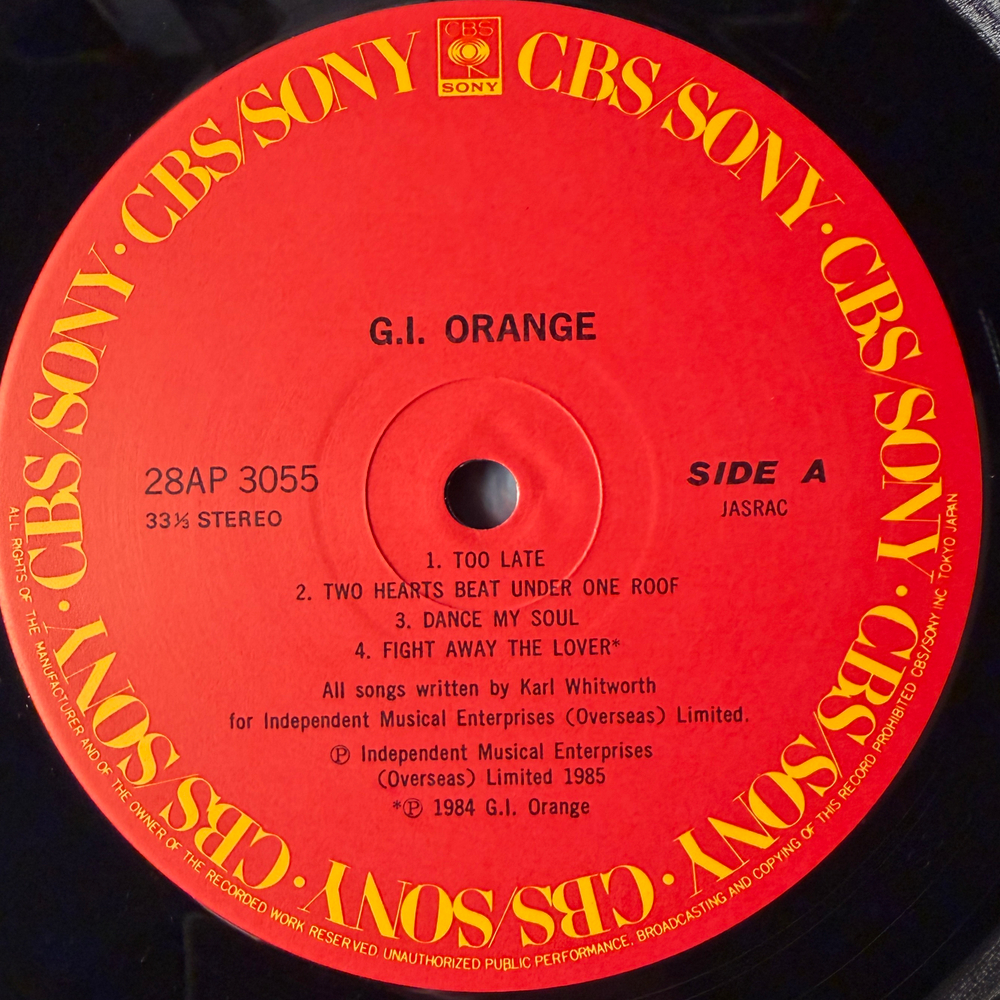 CBS
SONY
CBS/SONY · CBS/SONY · CBS/SONY · CBS/SONY · CBS/SONY · CBS/SONY · CBS/SONY · CBS/SONY
G.I. ORANGE
28AP 3055
33⅓ STEREO
SIDE A
JASRAC
1. TOO LATE
2. TWO HEARTS BEAT UNDER ONE ROOF
3. DANCE MY SOUL
4. FIGHT AWAY THE LOVER*
All songs written by Karl Whitworth
for Independent Musical Enterprises (Overseas) Limited.
Ⓟ Independent Musical Enterprises
(Overseas) Limited 1985
*Ⓟ 1984 G.I. Orange
ALL RIGHTS OF THE MANUFACTURER AND OF THE OWNER OF THE RECORDED WORK RESERVED UNAUTHORIZED PUBLIC PERFORMANCE. BROADCASTING AND COPYING OF THIS RECORD PROHIBITED CBS/SONY INC TOKYO JAPAN